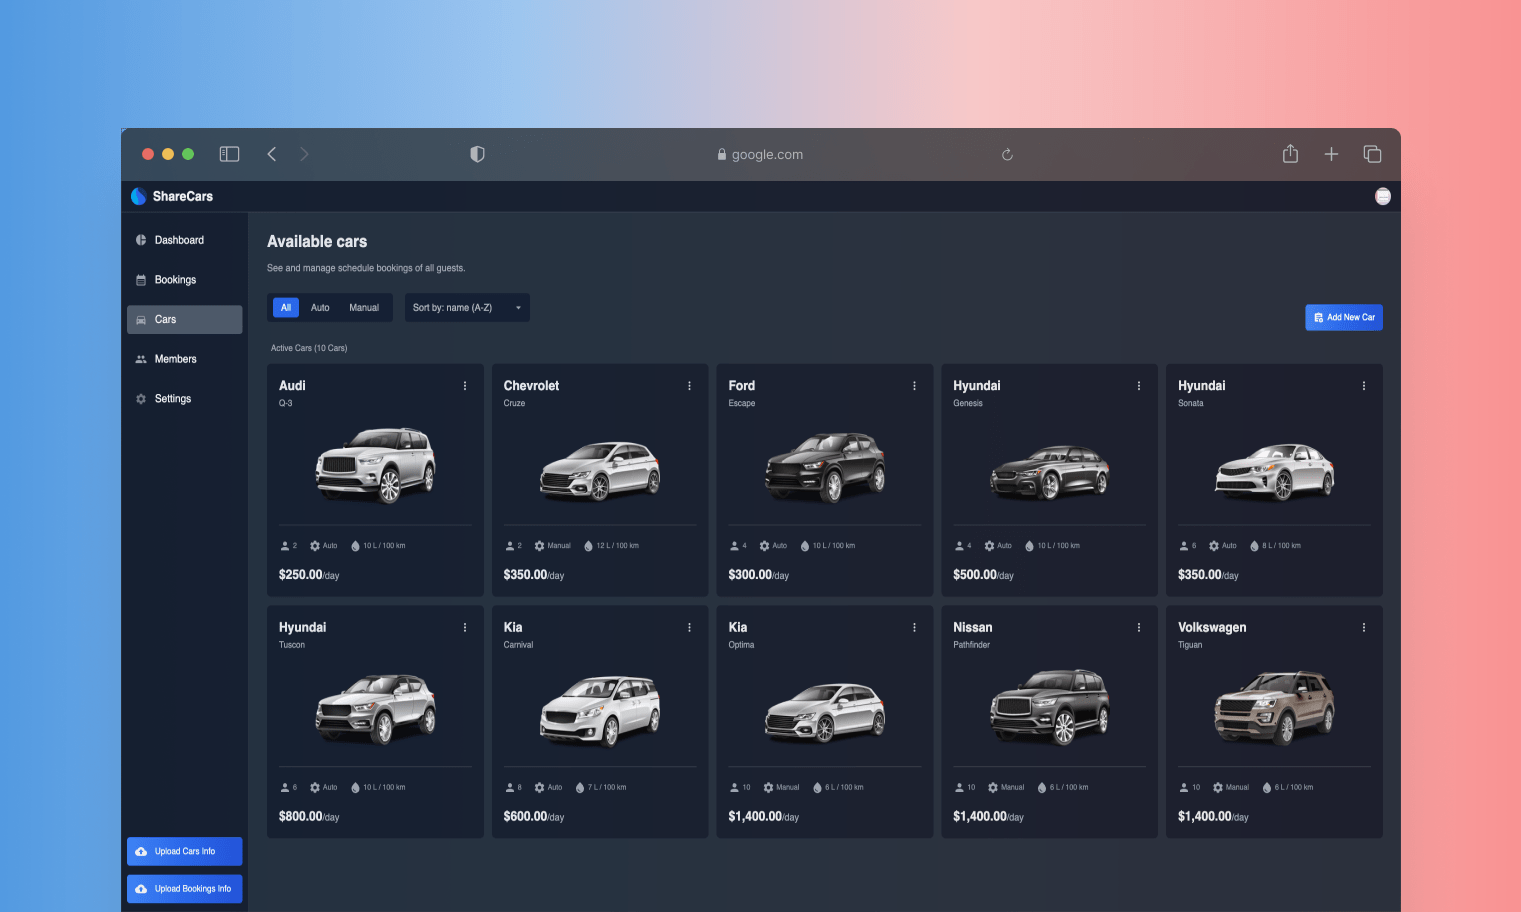 google.com
ShareCars
Dashboard
Bookings
Cars
Members
Settings
Upload Cars Info
Upload Bookings Info
Available cars
See and manage schedule bookings of all guests.
All Auto Manual Sort by: name (A-Z)
Add New Car
Active Cars (10 Cars)
Audi
Q-3
2 Auto 10 L / 100 km
$250.00/day
Chevrolet
Cruze
2 Manual 12 L / 100 km
$350.00/day
Ford
Escape
4 Auto 10 L / 100 km
$300.00/day
Hyundai
Genesis
4 Auto 10 L / 100 km
$500.00/day
Hyundai
Sonata
6 Auto 8 L / 100 km
$350.00/day
Hyundai
Tuscon
6 Auto 10 L / 100 km
$800.00/day
Kia
Carnival
8 Auto 7 L / 100 km
$600.00/day
Kia
Optima
10 Manual 6 L / 100 km
$1,400.00/day
Nissan
Pathfinder
10 Manual 6 L / 100 km
$1,400.00/day
Volkswagen
Tiguan
10 Manual 6 L / 100 km
$1,400.00/day